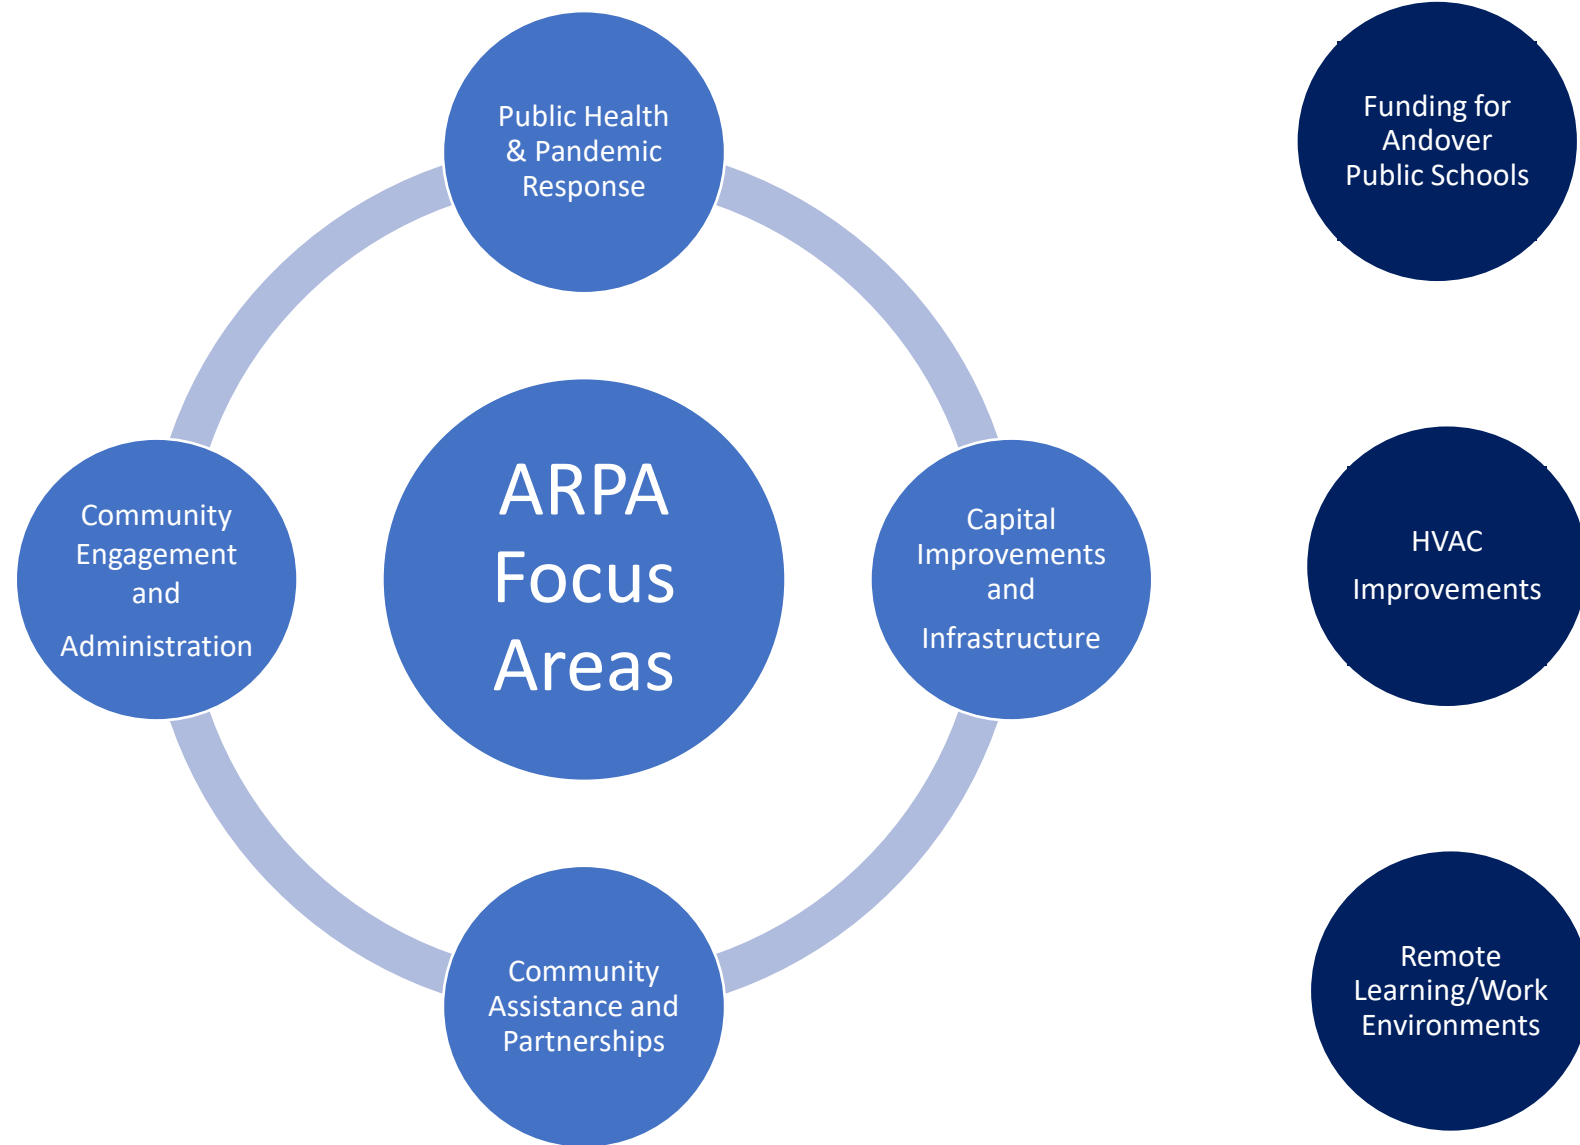 Public Health
& Pandemic
Response
Community
Engagement
and
Administration
ARPA
Focus
Areas
Capital
Improvements
and
Infrastructure
Community
Assistance and
Partnerships
Funding for
Andover
Public Schools
HVAC
Improvements
Remote
Learning/Work
Environments